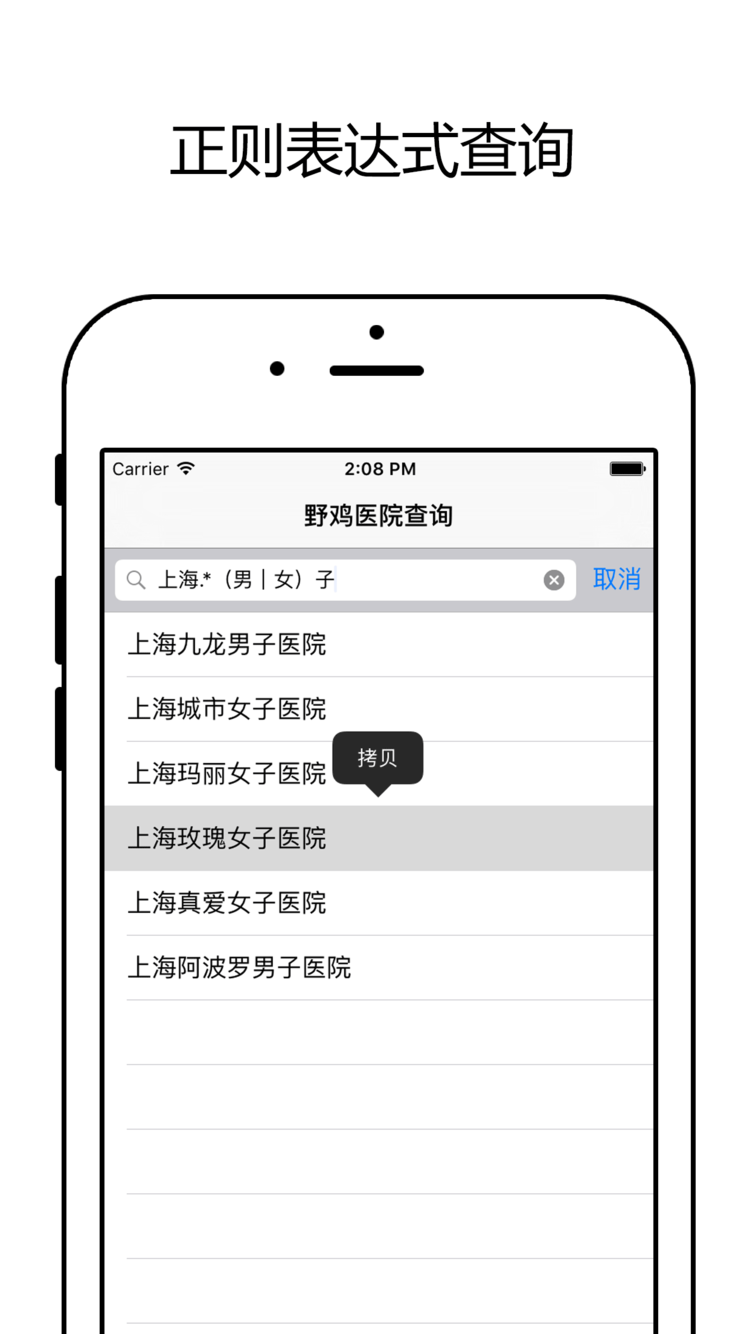 正则表达式查询
Carrier 2:08 PM
野鸡医院查询
上海.*（男｜女）子 取消
上海九龙男子医院
上海城市女子医院
拷贝
上海玛丽女子医院
上海玫瑰女子医院
上海真爱女子医院
上海阿波罗男子医院